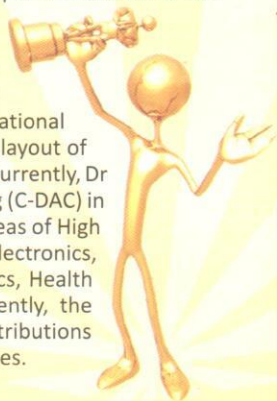 ational
layout of
urrently, Dr
g (C-DAC) in
eas of High
lectronics,
cs, Health
ently, the
tributions
es.